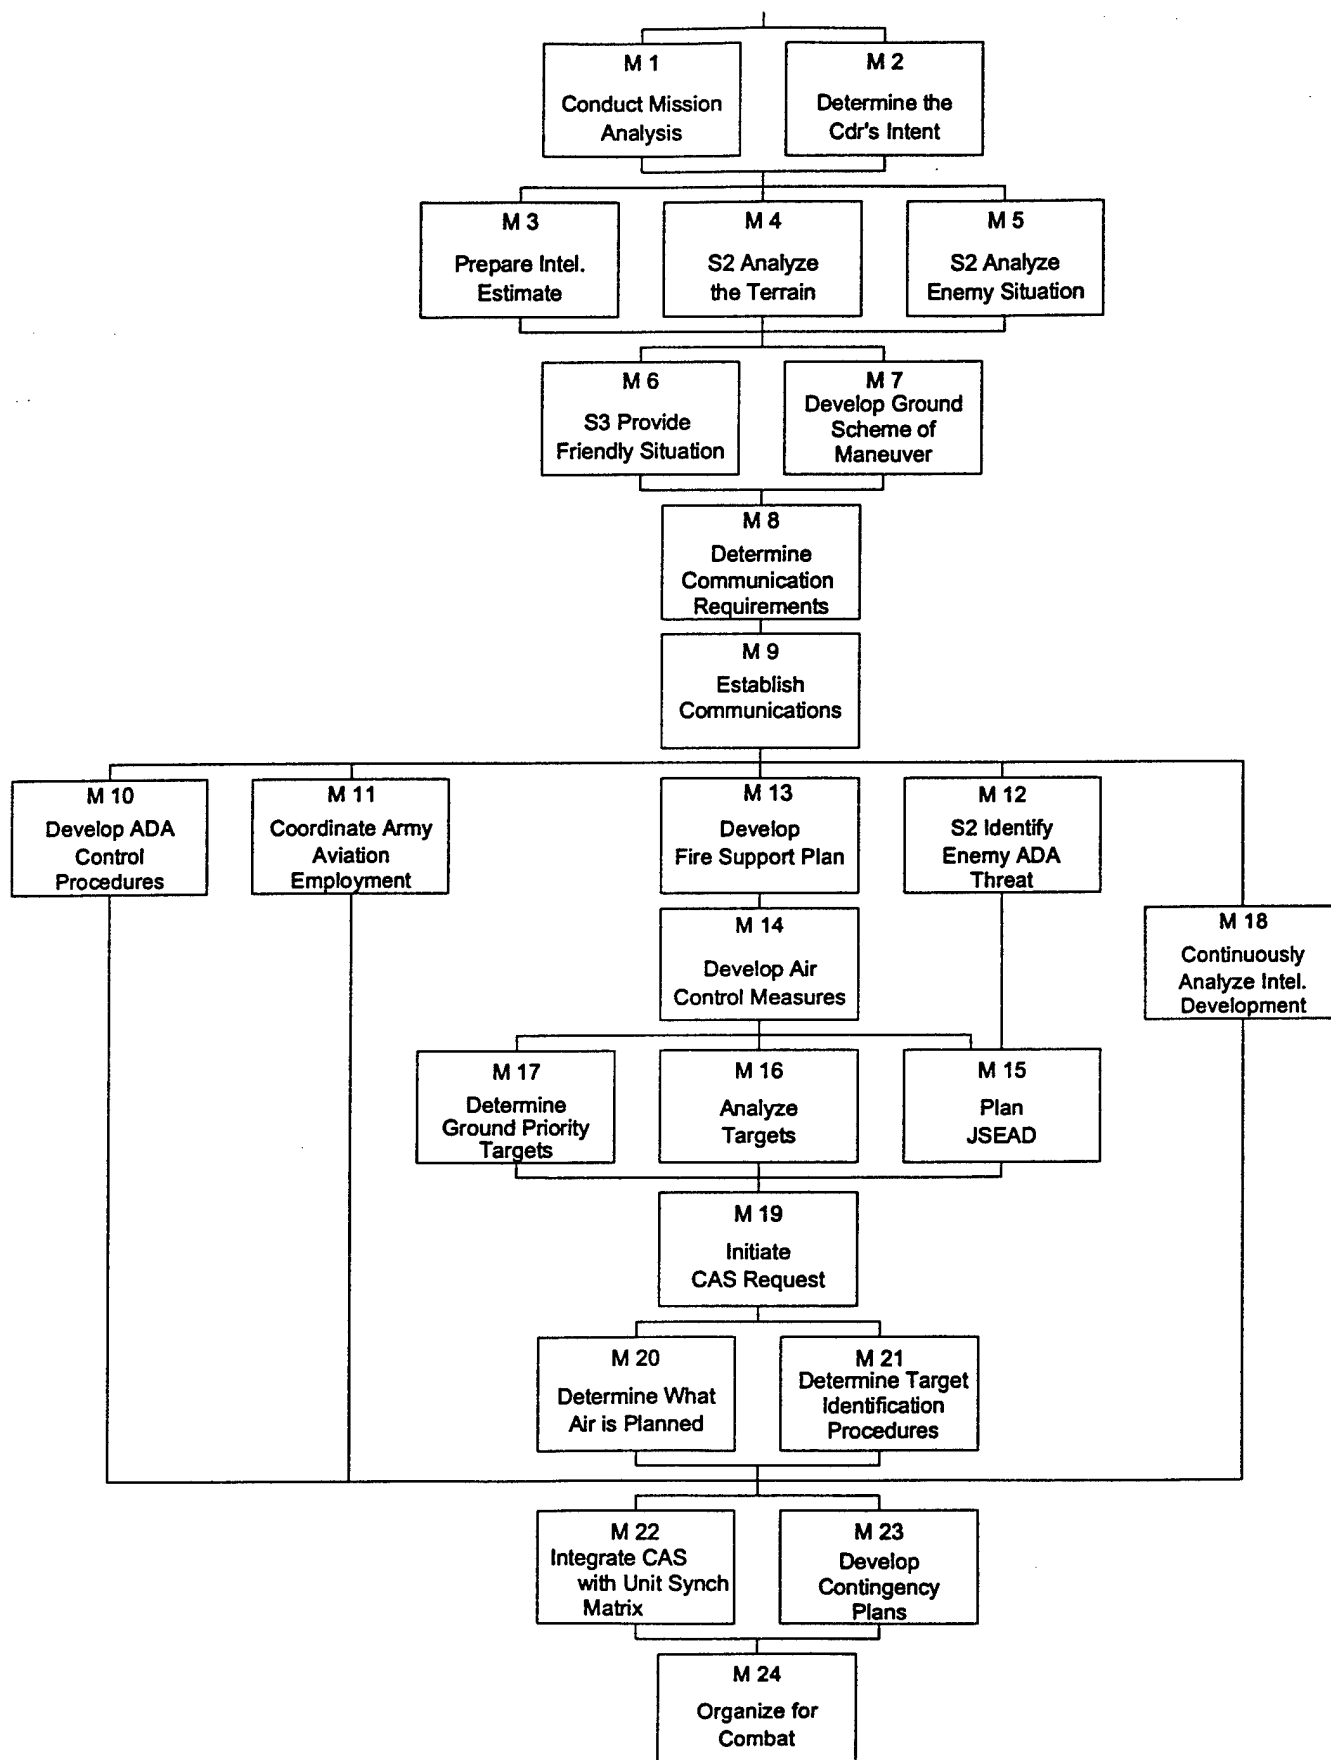 M 1
Conduct Mission
Analysis
M 2
Determine the
Cdr's Intent
M 3
Prepare Intel.
Estimate
M 4
S2 Analyze
the Terrain
M 5
S2 Analyze
Enemy Situation
M 6
S3 Provide
Friendly Situation
M 7
Develop Ground
Scheme of
Maneuver
M 8
Determine
Communication
Requirements
M 9
Establish
Communications
M 10
Develop ADA
Control
Procedures
M 11
Coordinate Army
Aviation
Employment
M 13
Develop
Fire Support Plan
M 12
S2 Identify
Enemy ADA
Threat
M 14
Develop Air
Control Measures
M 18
Continuously
Analyze Intel.
Development
M 17
Determine
Ground Priority
Targets
M 16
Analyze
Targets
M 15
Plan
JSEAD
M 19
Initiate
CAS Request
M 20
Determine What
Air is Planned
M 21
Determine Target
Identification
Procedures
M 22
Integrate CAS
with Unit Synch
Matrix
M 23
Develop
Contingency
Plans
M 24
Organize for
Combat